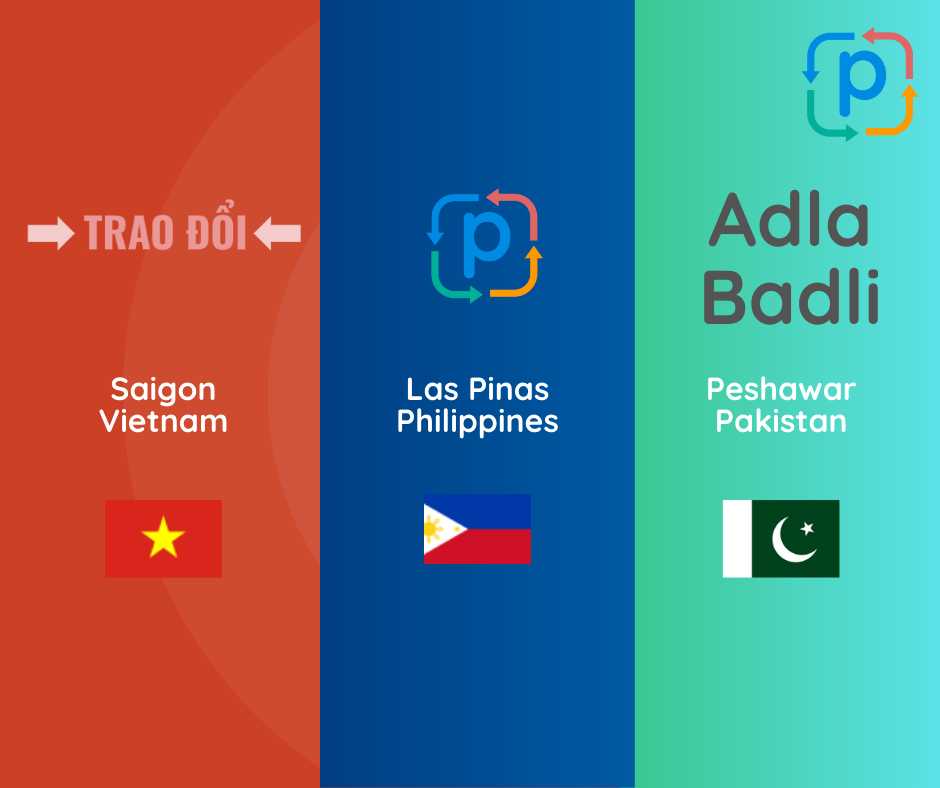 TRAO ĐỔI
Saigon
Vietnam
p
Las Pinas
Philippines
p
Adla
Badli
Peshawar
Pakistan